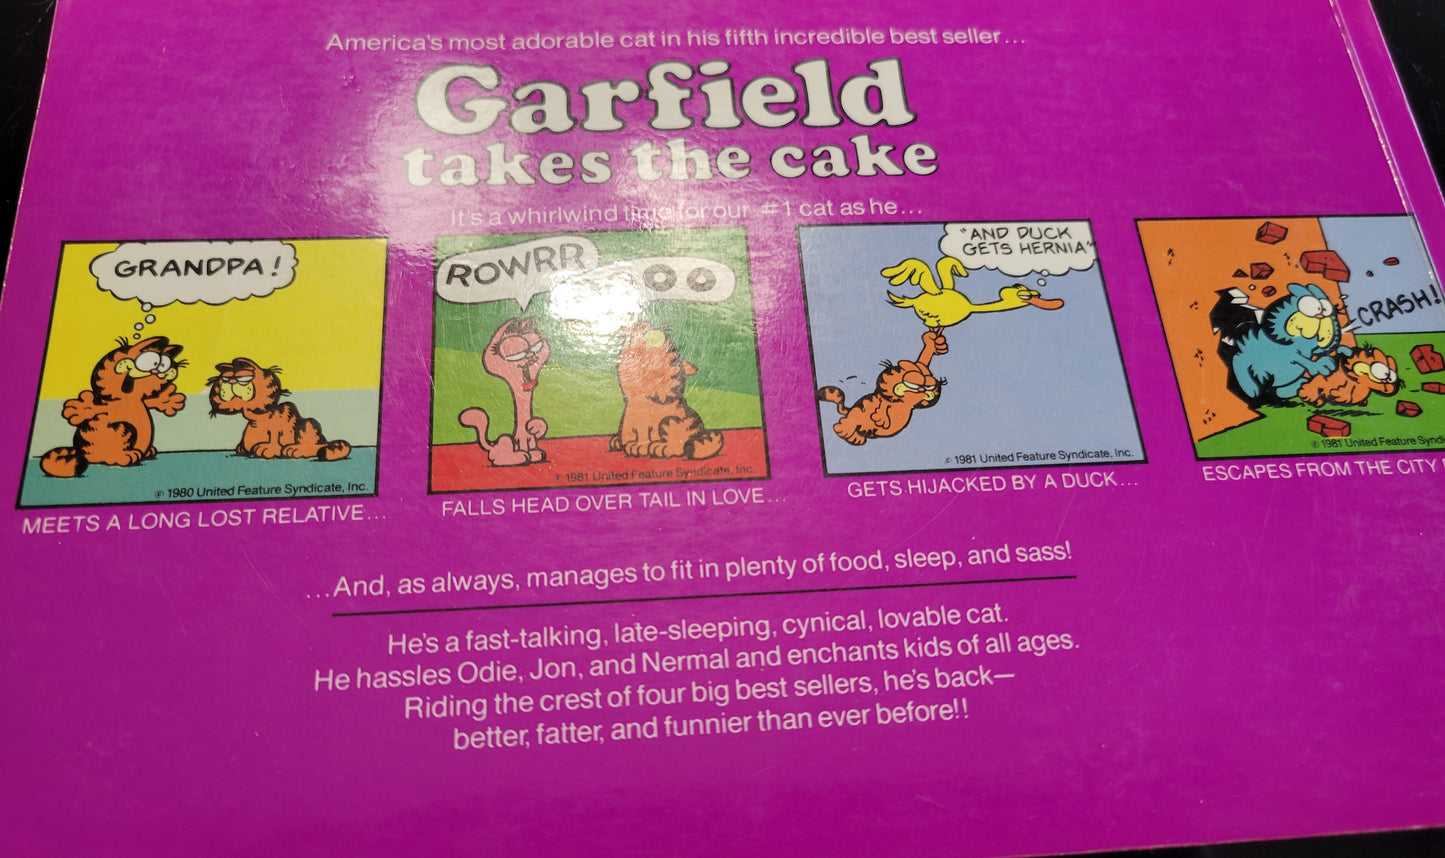 America's most adorable cat in his fifth incredible best seller...
Garfield
takes the cake
It's a whirlwind time for our #1 cat as he...
GRANDPA!
© 1980 United Feature Syndicate, Inc.
MEETS A LONG LOST RELATIVE...
ROWRR
OO
© 1981 United Feature Syndicate, Inc.
FALLS HEAD OVER TAIL IN LOVE...
"AND DUCK
GETS HERNIA"
© 1981 United Feature Syndicate, Inc.
GETS HIJACKED BY A DUCK...
CRASH!
© 1981 United Feature
ESCAPES FROM THE CITY
...And, as always, manages to fit in plenty of food, sleep, and sass!
He's a fast-talking, late-sleeping, cynical, lovable cat.
He hassles Odie, Jon, and Nermal and enchants kids of all ages.
Riding the crest of four big best sellers, he's back—
better, fatter, and funnier than ever before!!